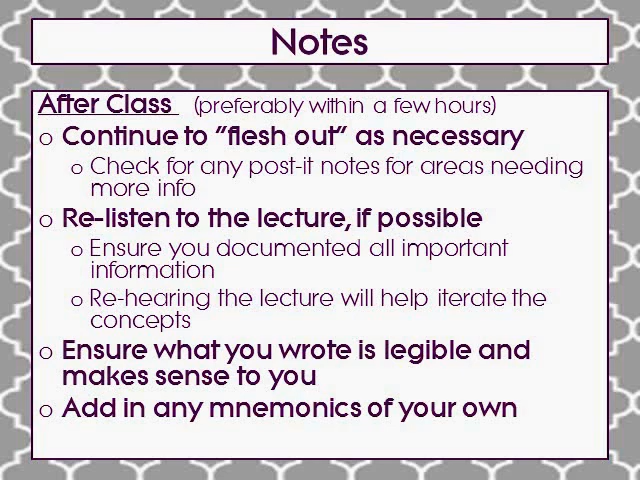 Notes
After Class (preferably within a few hours)
o Continue to "flesh out" as necessary
o Check for any post-it notes for areas needing
more info
o Re-listen to the lecture, if possible
o Ensure you documented all important
information
o Re-hearing the lecture will help iterate the
concepts
o Ensure what you wrote is legible and
makes sense to you
o Add in any mnemonics of your own